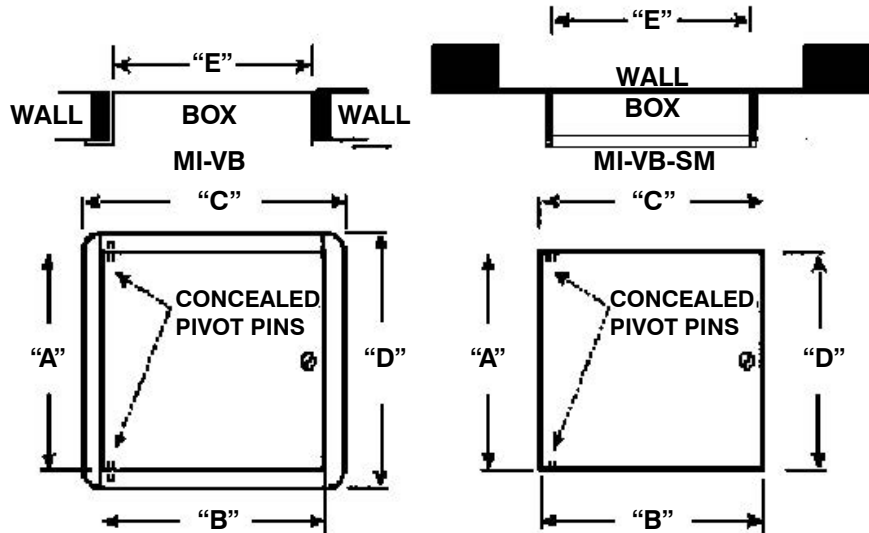 “E”
WALL
BOX
WALL
MI-VB
“C”
CONCEALED
PIVOT PINS
“A”
“D”
“B”
“E”
WALL
BOX
MI-VB-SM
“C”
CONCEALED
PIVOT PINS
“A”
“D”
“B”